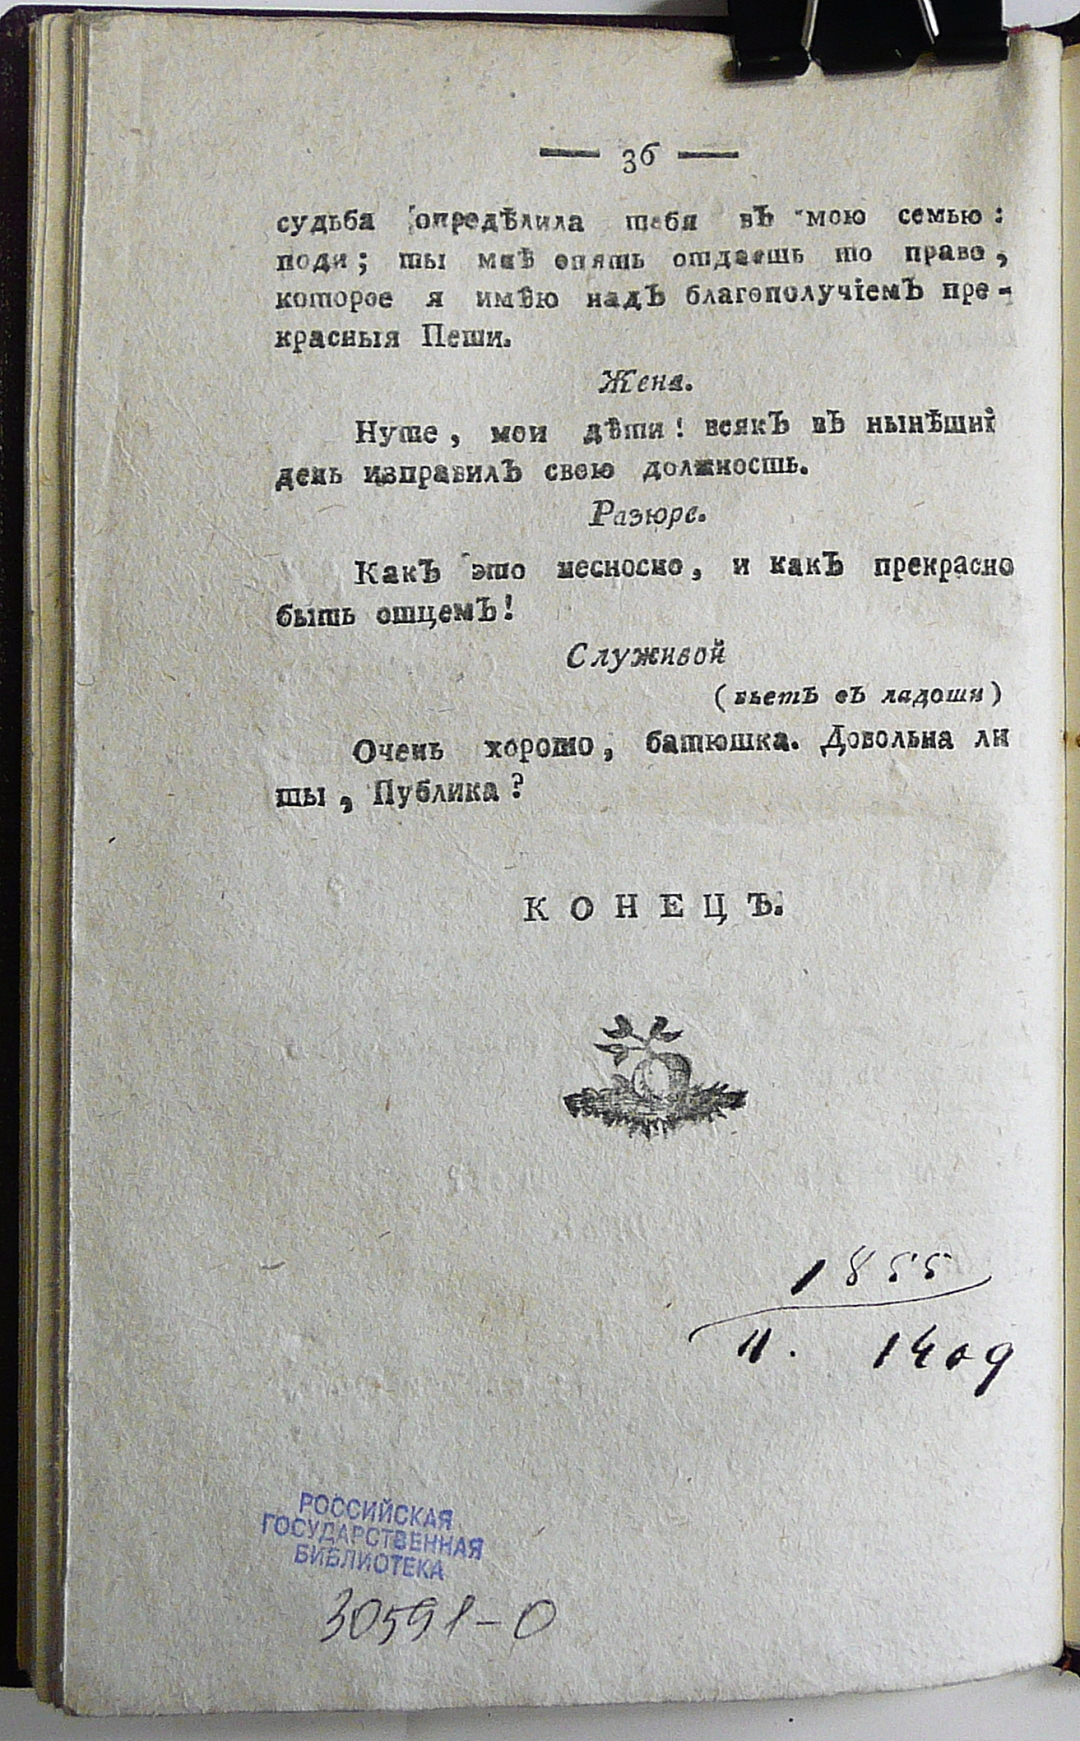 — 36 —
судьба опредѣлила тебя въ мою семью:
поди; ты мнѣ опять отдаешь то право,
которое я имѣю надъ благополучіемъ пре-
красныя Пеши.
Жена.
Нуте, мои дѣти! всякъ въ нынѣшній
день изправилъ свою должность.
Разюре.
Какъ это несносно, и какъ прекрасно
быть отцемъ!
Служивой
(бьетъ въ ладоши)
Очень хорошо, батюшка. Довольна ли
ты, Публика?
КОНЕЦЪ.
1855
11. 1409
РОССИЙСКАЯ
ГОСУДАРСТВЕННАЯ
БИБЛИОТЕКА
30591-0